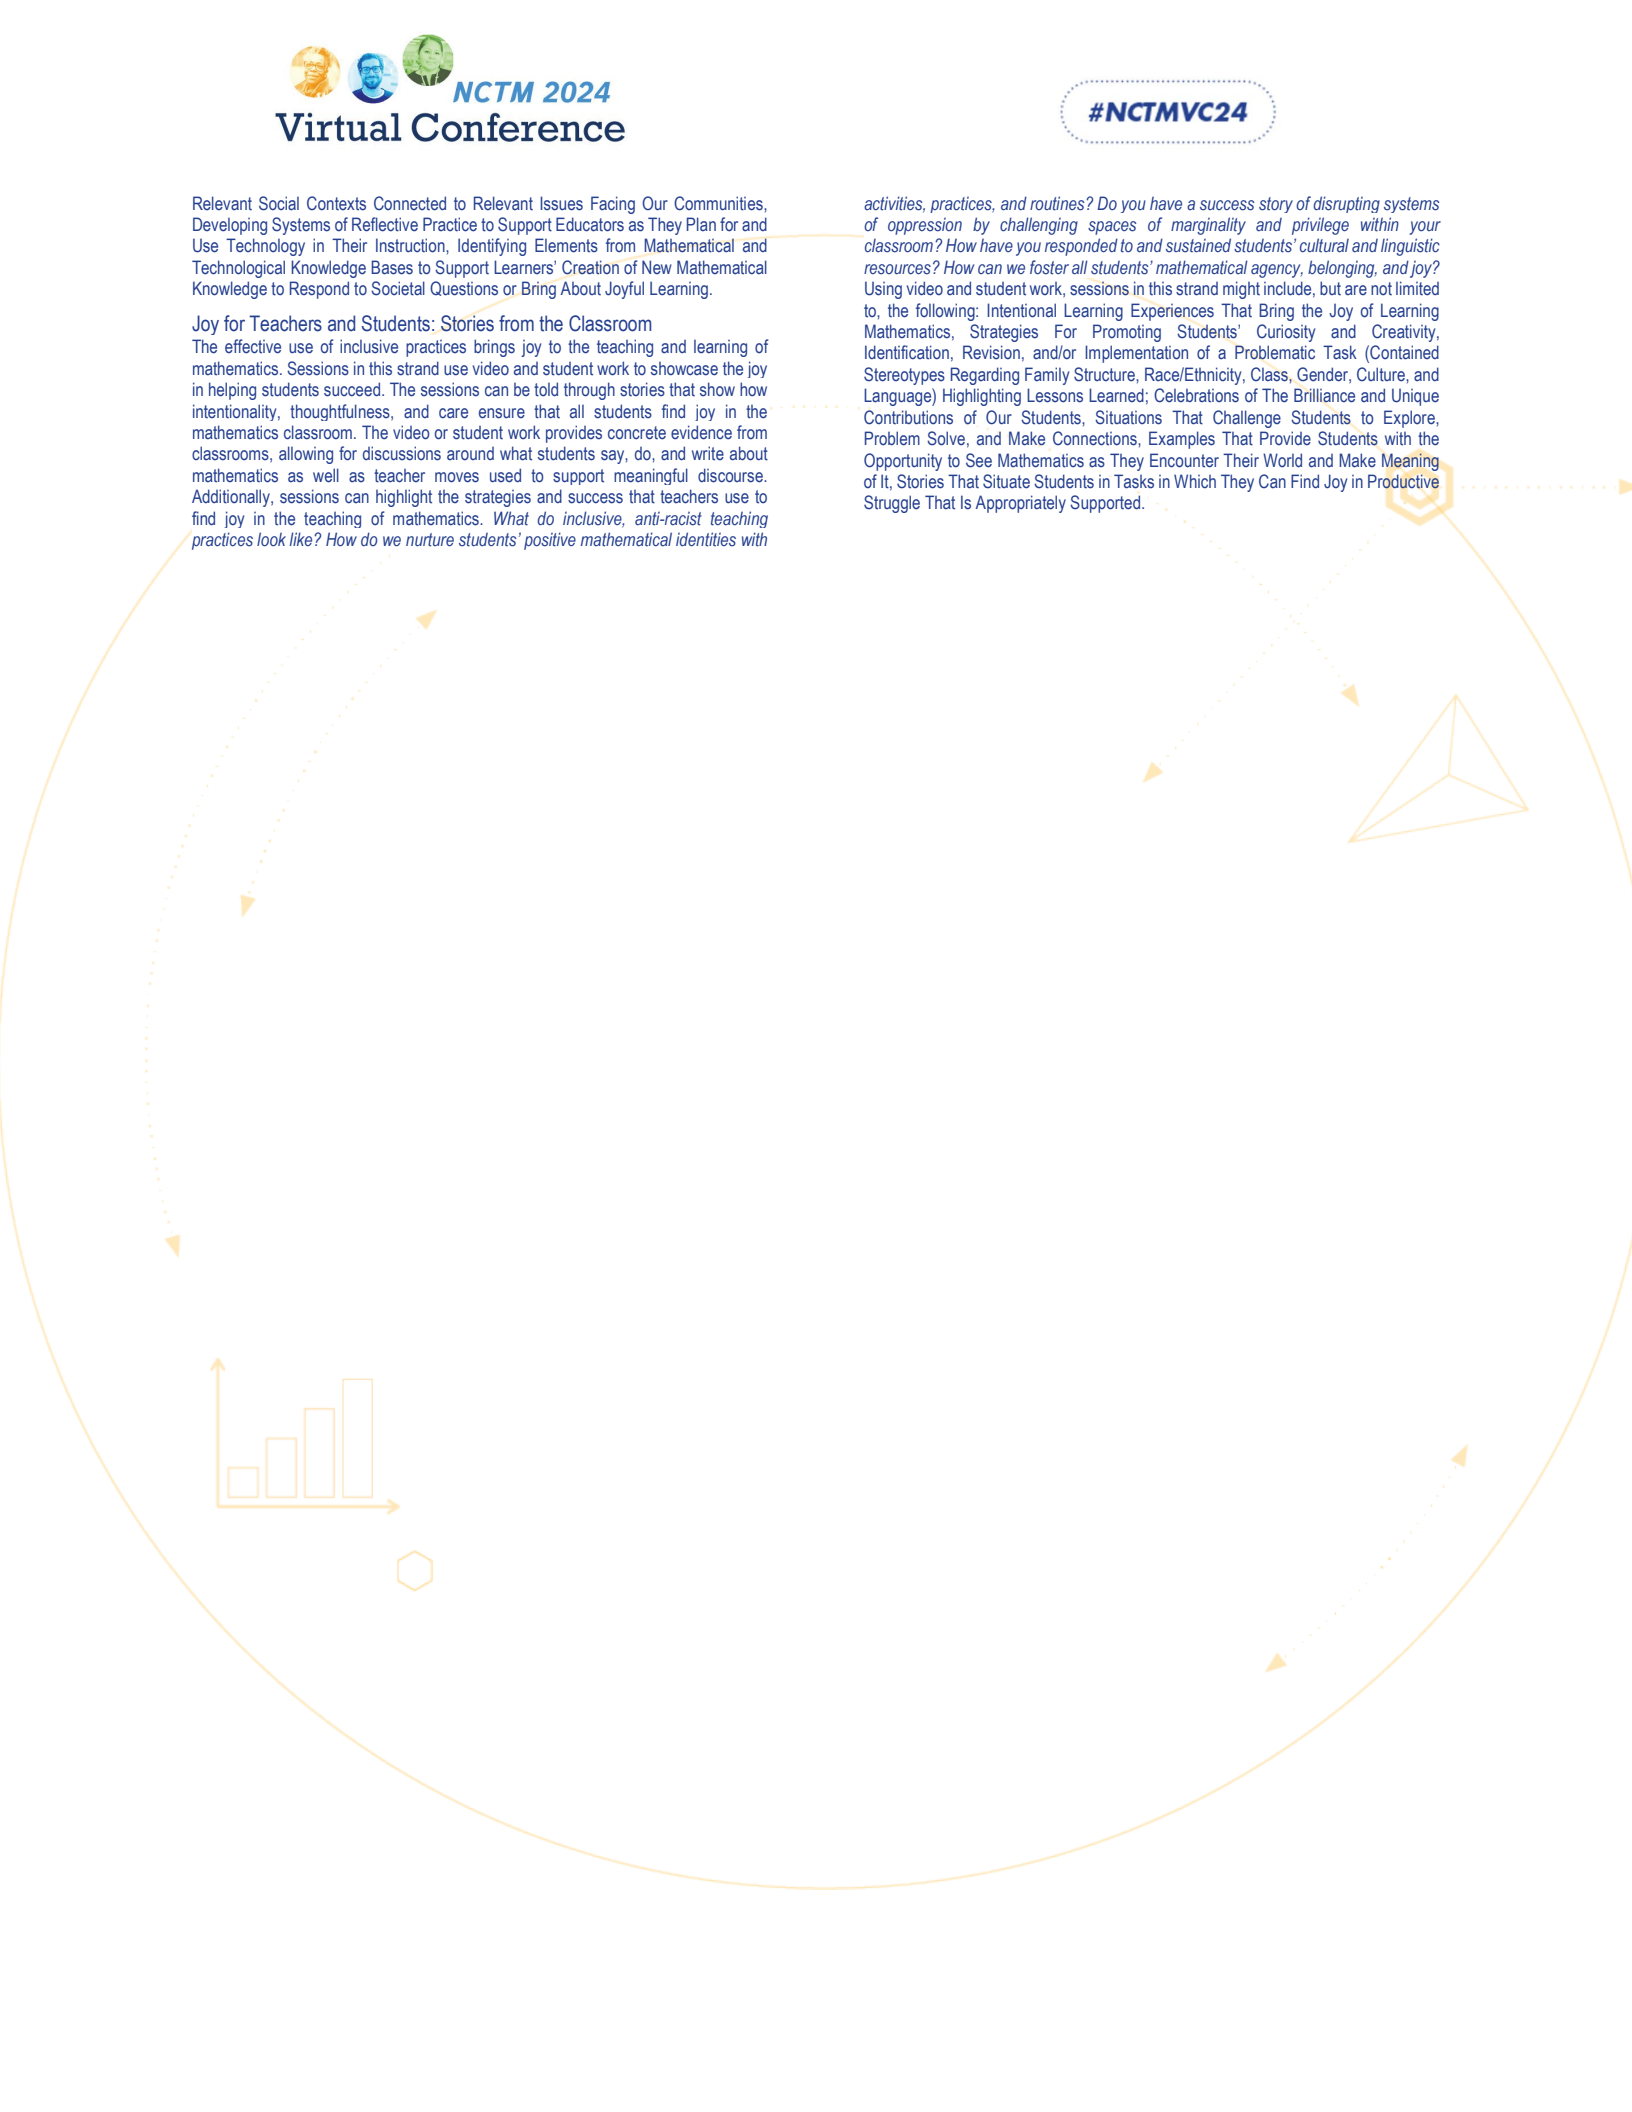 NCTM 2024
Virtual Conference
#NCTMVC24
Relevant Social Contexts Connected to Relevant Issues Facing Our Communities,
Developing Systems of Reflective Practice to Support Educators as They Plan for and
Use Technology in Their Instruction, Identifying Elements from Mathematical and
Technological Knowledge Bases to Support Learners' Creation of New Mathematical
Knowledge to Respond to Societal Questions or Bring About Joyful Learning.
Joy for Teachers and Students: Stories from the Classroom
The effective use of inclusive practices brings joy to the teaching and learning of
mathematics. Sessions in this strand use video and student work to showcase the joy
in helping students succeed. The sessions can be told through stories that show how
intentionality, thoughtfulness, and care ensure that all students find joy in the
mathematics classroom. The video or student work provides concrete evidence from
classrooms, allowing for discussions around what students say, do, and write about
mathematics as well as teacher moves used to support meaningful discourse.
Additionally, sessions can highlight the strategies and success that teachers use to
find joy in the teaching of mathematics. What do inclusive, anti-racist teaching
practices look like? How do we nurture students' positive mathematical identities with
activities, practices, and routines? Do you have a success story of disrupting systems
of oppression by challenging spaces of marginality and privilege within your
classroom? How have you responded to and sustained students' cultural and linguistic
resources? How can we foster all students' mathematical agency, belonging, and joy?
Using video and student work, sessions in this strand might include, but are not limited
to, the following: Intentional Learning Experiences That Bring the Joy of Learning
Mathematics, Strategies For Promoting Students' Curiosity and Creativity,
Identification, Revision, and/or Implementation of a Problematic Task (Contained
Stereotypes Regarding Family Structure, Race/Ethnicity, Class, Gender, Culture, and
Language) Highlighting Lessons Learned; Celebrations of The Brilliance and Unique
Contributions of Our Students, Situations That Challenge Students to Explore,
Problem Solve, and Make Connections, Examples That Provide Students with the
Opportunity to See Mathematics as They Encounter Their World and Make Meaning
of It, Stories That Situate Students in Tasks in Which They Can Find Joy in Productive
Struggle That Is Appropriately Supported.